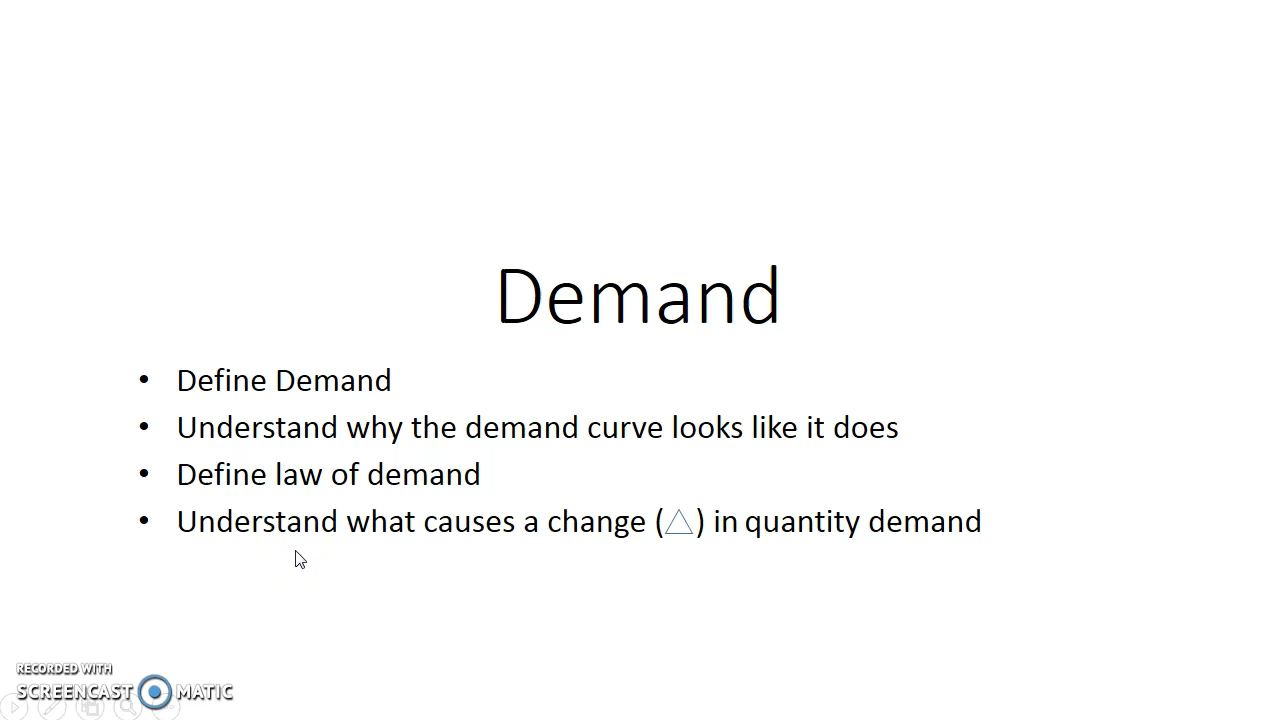 Demand
• Define Demand
• Understand why the demand curve looks like it does
• Define law of demand
• Understand what causes a change (△) in quantity demand
RECORDED WITH
SCREENCAST MATIC